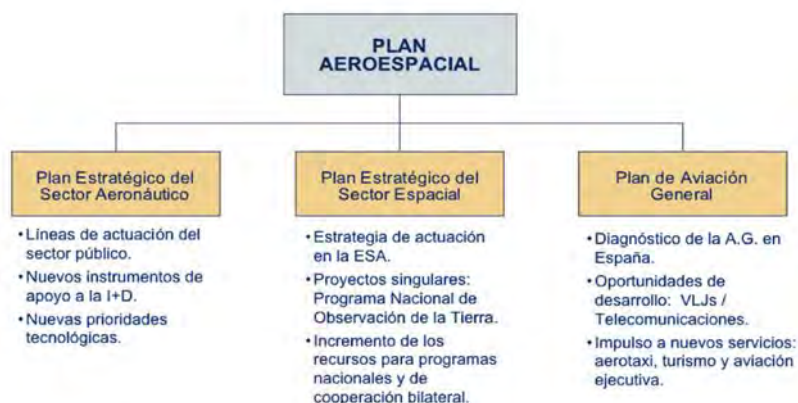 PLAN
AEROESPACIAL
Plan Estratégico del
Sector Aeronáutico
• Líneas de actuación del
sector público.
• Nuevos instrumentos de
apoyo a la I+D.
• Nuevas prioridades
tecnológicas.
Plan Estratégico del
Sector Espacial
• Estrategia de actuación
en la ESA.
• Proyectos singulares:
Programa Nacional de
Observación de la Tierra.
• Incremento de los
recursos para programas
nacionales y de
cooperación bilateral.
Plan de Aviación
General
• Diagnóstico de la A.G. en
España.
• Oportunidades de
desarrollo: VLJs /
Telecomunicaciones.
• Impulso a nuevos servicios:
aerotaxi, turismo y aviación
ejecutiva.